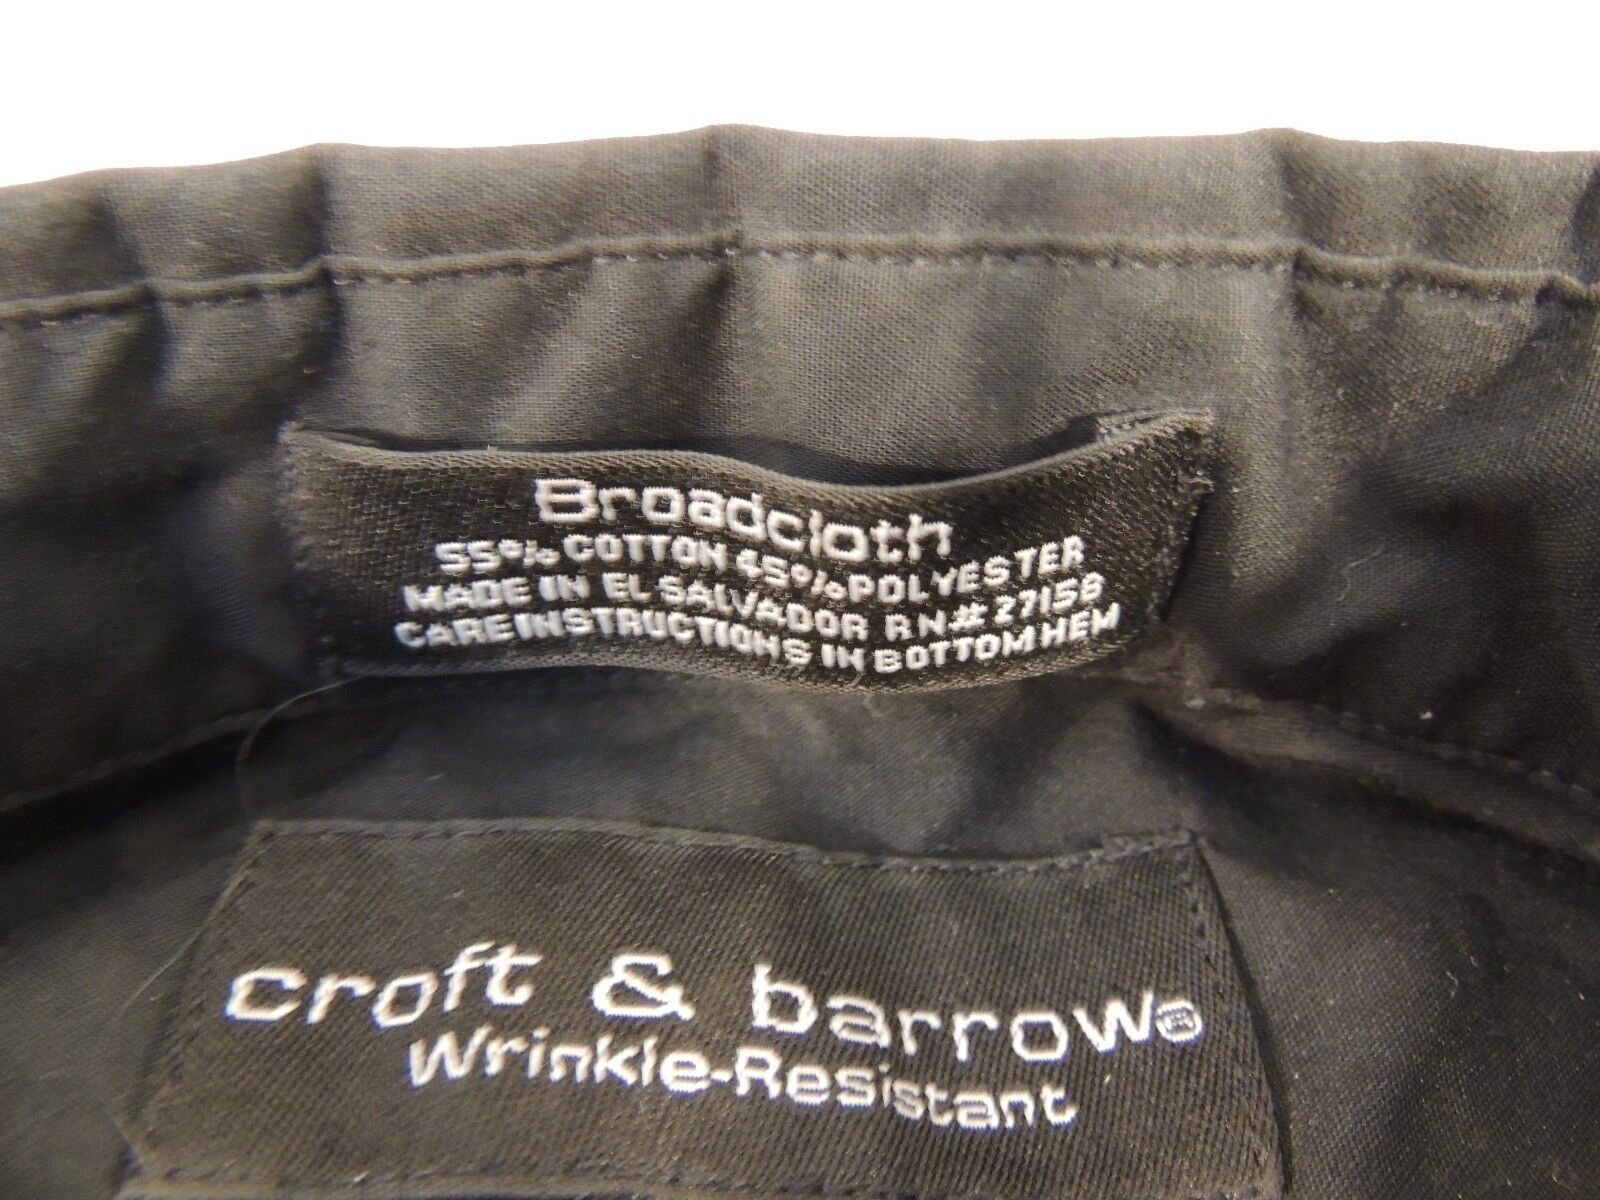 Broadcloth
55% COTTON 45% POLYESTER
MADE IN EL SALVADOR RN# 27158
CARE INSTRUCTIONS IN BOTTOM HEM
croft & barrow®
Wrinkle-Resistant